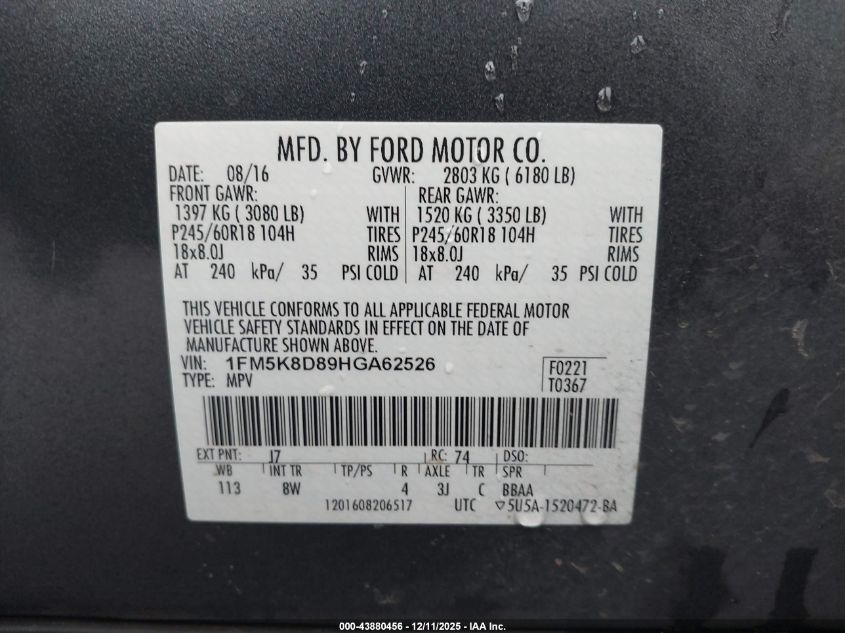 MFD. BY FORD MOTOR CO.
DATE: 08/16 GVWR: 2803 KG ( 6180 LB)
FRONT GAWR: REAR GAWR:
1397 KG ( 3080 LB) WITH 1520 KG ( 3350 LB) WITH
P245/60R18 104H TIRES P245/60R18 104H TIRES
18x8.0J RIMS 18x8.0J RIMS
AT 240 kPa/ 35 PSI COLD AT 240 kPa/ 35 PSI COLD
THIS VEHICLE CONFORMS TO ALL APPLICABLE FEDERAL MOTOR
VEHICLE SAFETY STANDARDS IN EFFECT ON THE DATE OF
MANUFACTURE SHOWN ABOVE.
VIN: 1FM5K8D89HGA62526 F0221
TYPE: MPV T0367
EXT PNT: J7 RC: 74 DSO:
WB INT TR TP/PS R AXLE TR SPR
113 8W 4 3J C BBAA
1201608206517 UTC ▽5U5A-1520472-BA
000-43880456 - 12/11/2025 - IAA Inc.